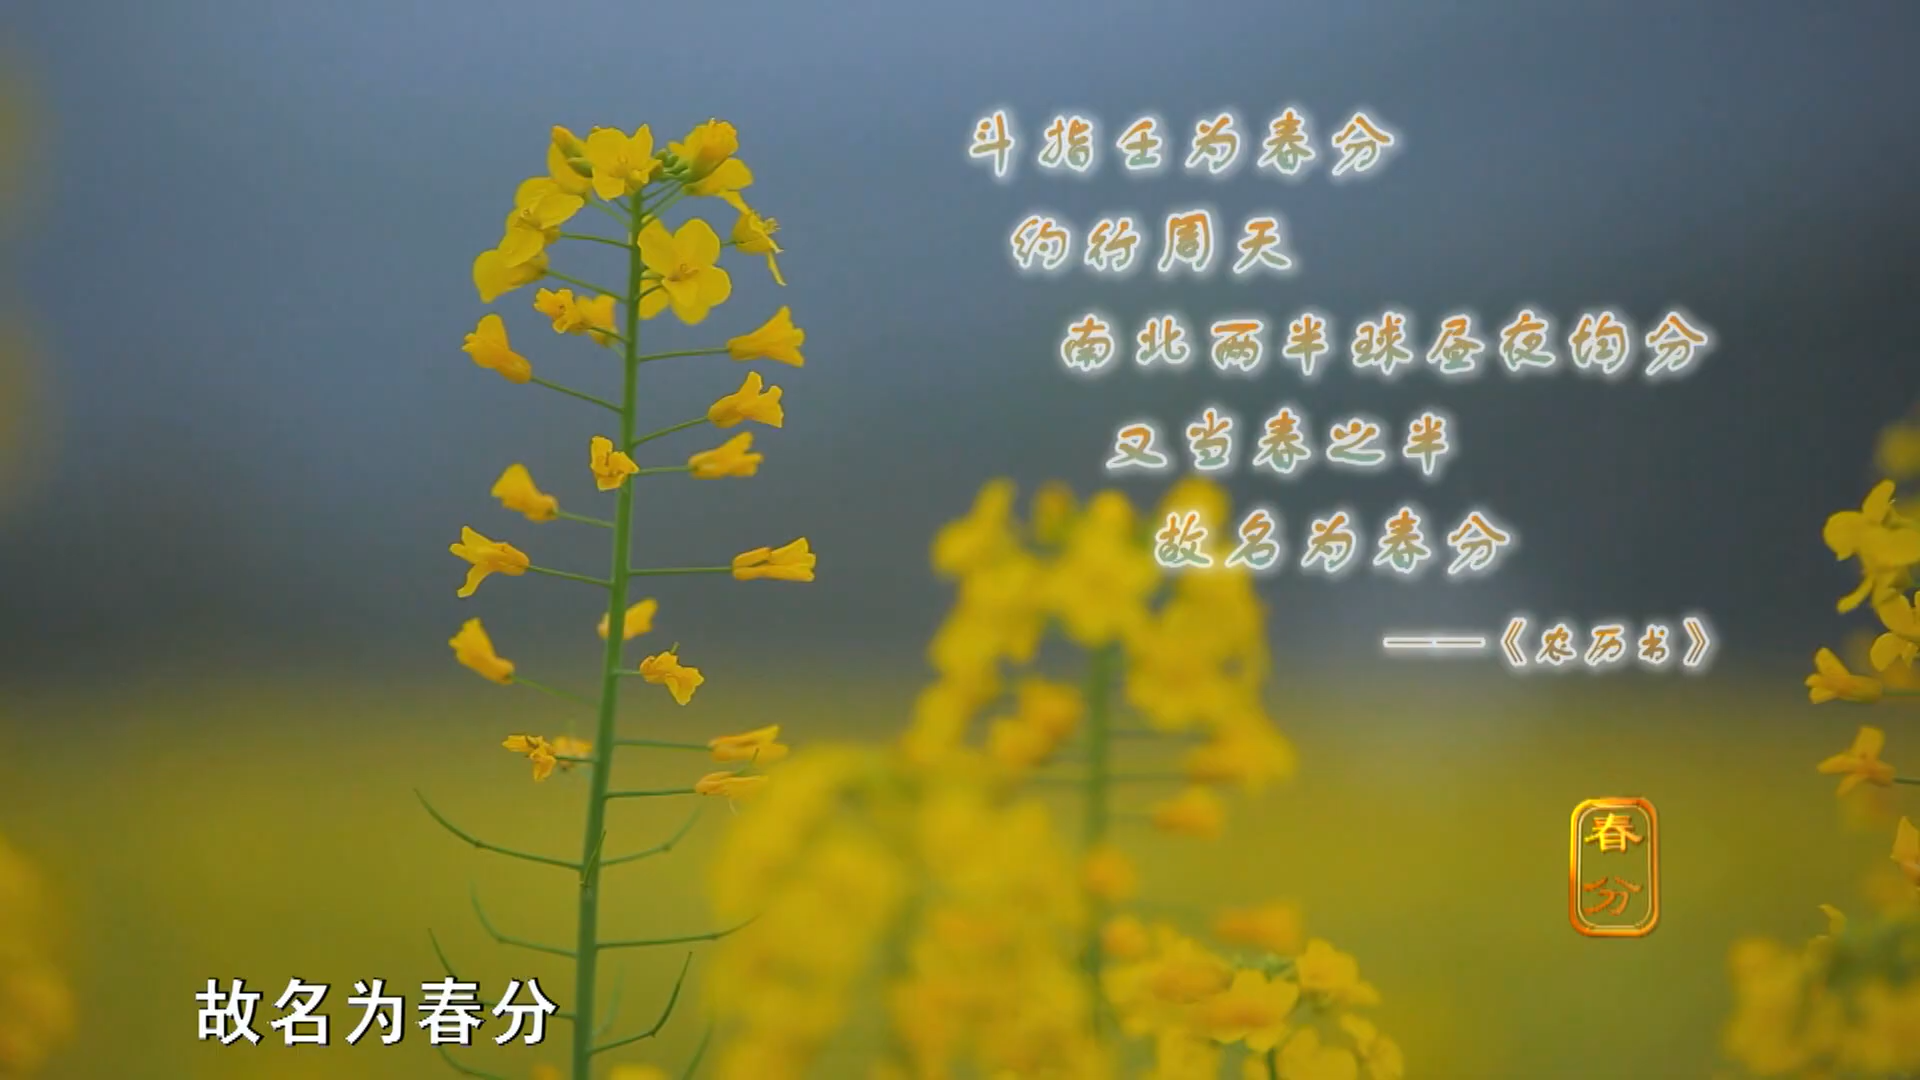 斗指壬为春分
约行周天
南北两半球昼夜均分
又当春之半
故名为春分
——《农历书》
春分
故名为春分